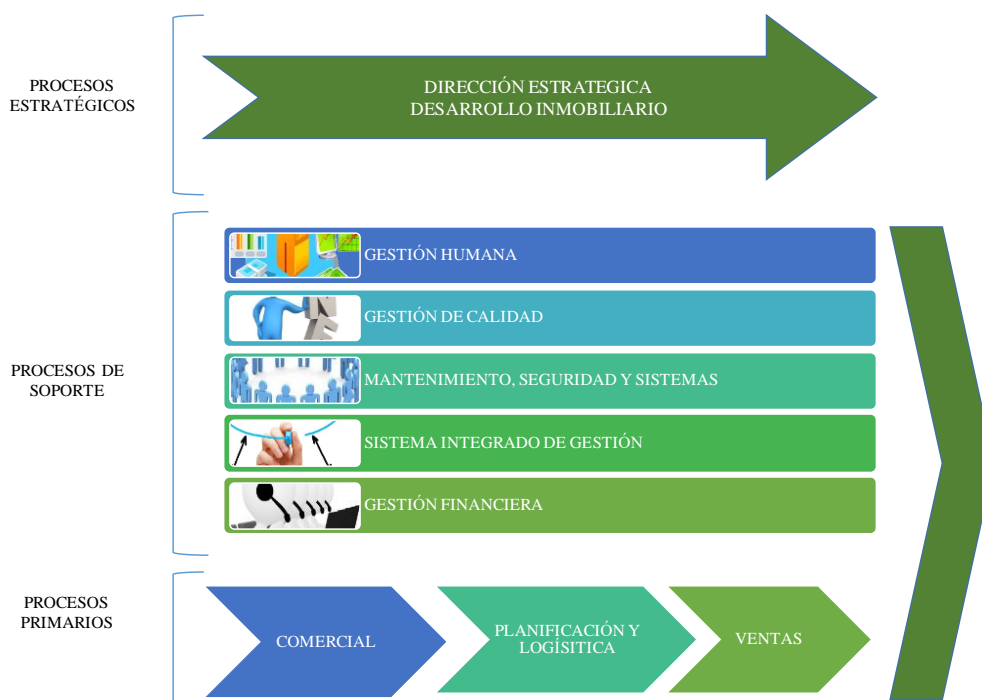 PROCESOS
ESTRATÉGICOS
DIRECCIÓN ESTRATEGICA
DESARROLLO INMOBILIARIO
PROCESOS DE
SOPORTE
GESTIÓN HUMANA
GESTIÓN DE CALIDAD
MANTENIMIENTO, SEGURIDAD Y SISTEMAS
SISTEMA INTEGRADO DE GESTIÓN
GESTIÓN FINANCIERA
PROCESOS
PRIMARIOS
COMERCIAL
PLANIFICACIÓN Y
LOGÍSITICA
VENTAS